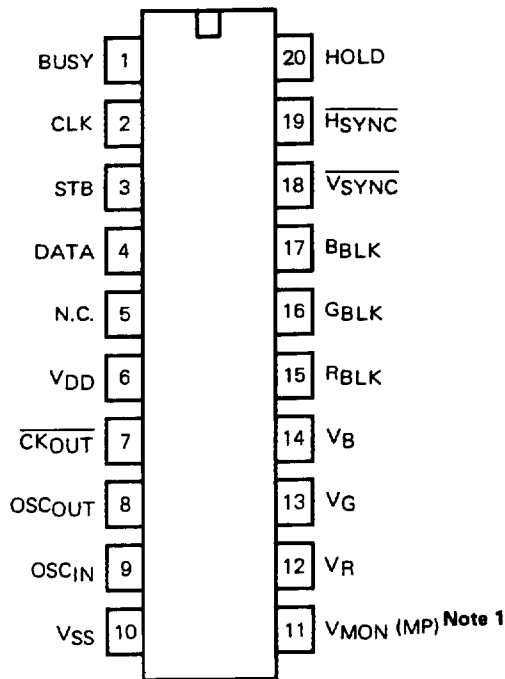 BUSY 1 20 HOLD
CLK 2 19 HSYNC
STB 3 18 VSYNC
DATA 4 17 BBLK
N.C. 5 16 GBLK
VDD 6 15 RBLK
CKOUT 7 14 VB
OSCOUT 8 13 VG
OSCIN 9 12 VR
VSS 10 11 VMON (MP) Note 1